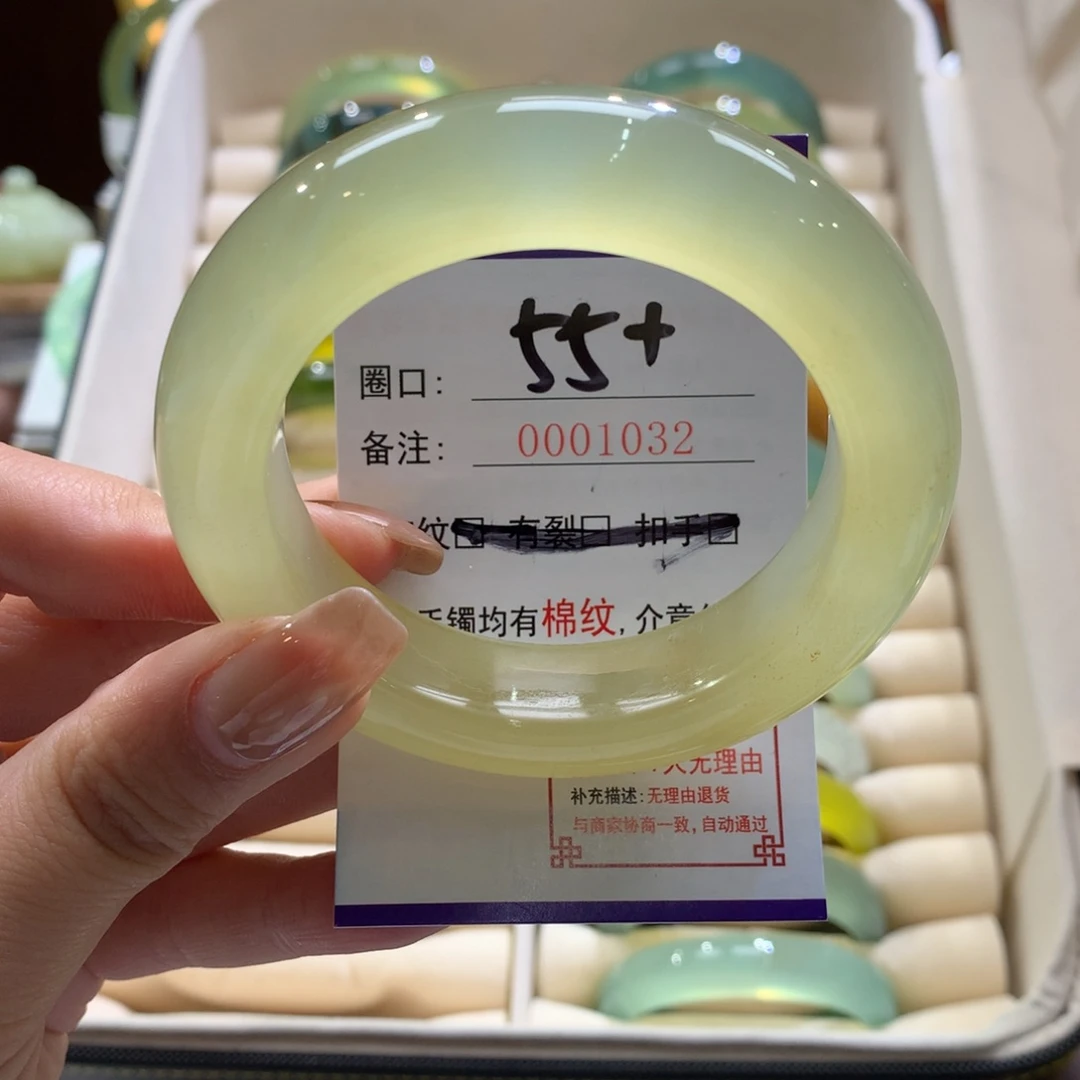 圈口: 55+
备注: 0001032
纹□ 有裂□ 扣手□
手镯均有棉纹,介意
无理由
补充描述:无理由退货
与商家协商一致,自动通过